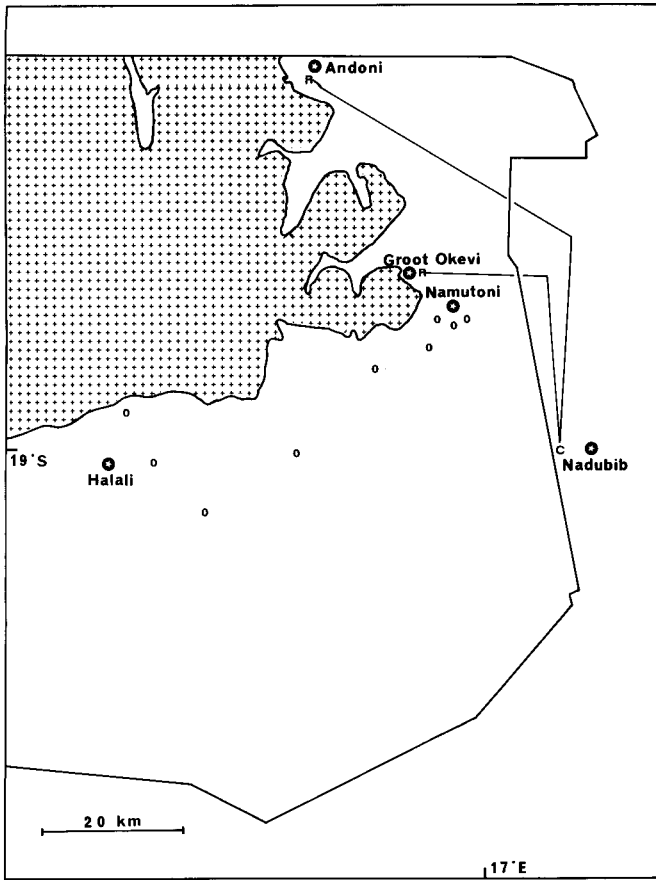 Andoni
R
Groot Okevi
R
Namutoni
o o
o
o
o
o
19°S
o
o
C
Halali
Nadubib
o
20 km
17°E